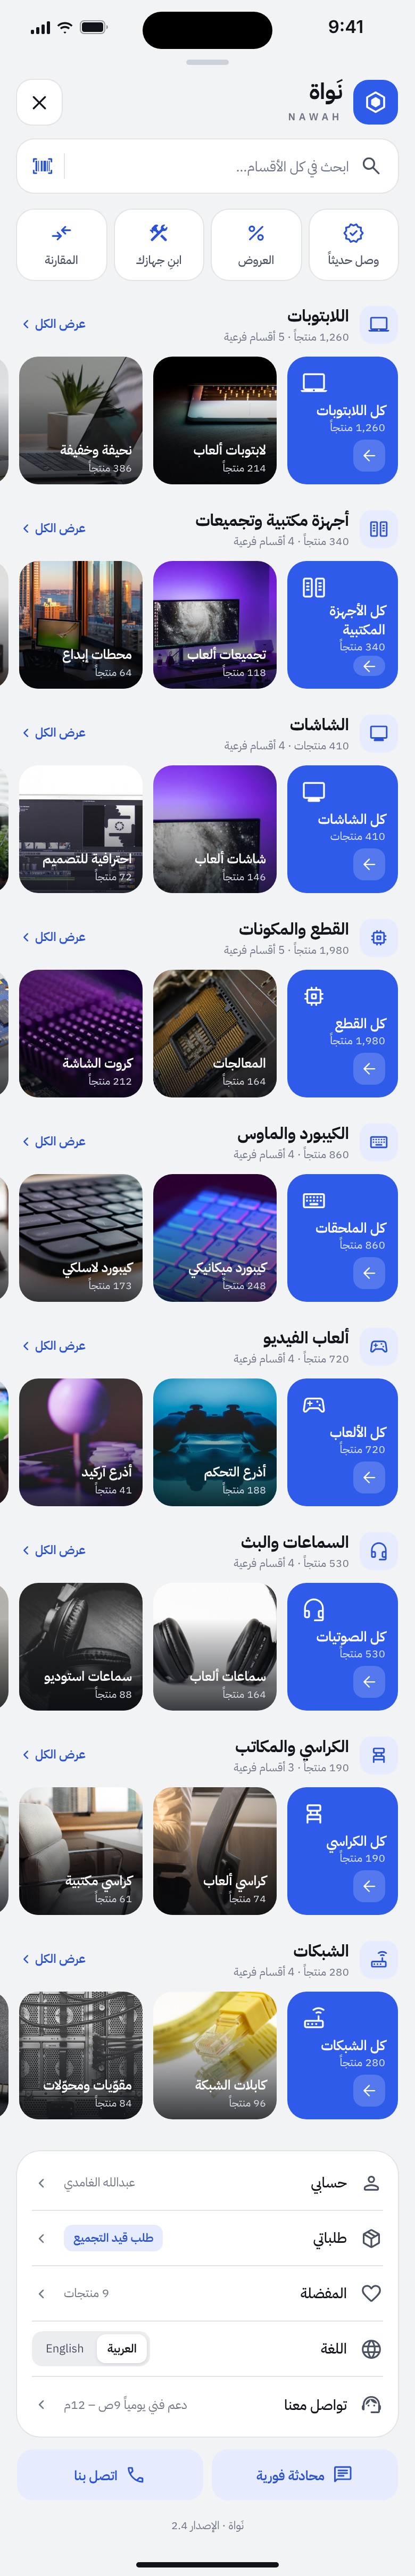 9:41
نَواة
NAWAH
ابحث في كل الأقسام...
وصل حديثاً
العروض
ابنِ جهازك
المقارنة
اللابتوبات
1,260 منتجاً · 5 أقسام فرعية
عرض الكل
كل اللابتوبات
1,260 منتجاً
لابتوبات ألعاب
214 منتجاً
نحيفة وخفيفة
386 منتجاً
أجهزة مكتبية وتجميعات
340 منتجاً · 4 أقسام فرعية
عرض الكل
كل الأجهزة
المكتبية
340 منتجاً
تجميعات ألعاب
118 منتجاً
محطات إبداع
64 منتجاً
الشاشات
410 منتجات · 4 أقسام فرعية
عرض الكل
كل الشاشات
410 منتجات
شاشات ألعاب
146 منتجاً
احترافية للتصميم
72 منتجاً
القطع والمكونات
1,980 منتجاً · 5 أقسام فرعية
عرض الكل
كل القطع
1,980 منتجاً
المعالجات
164 منتجاً
كروت الشاشة
212 منتجاً
الكيبورد والماوس
860 منتجاً · 4 أقسام فرعية
عرض الكل
كل الملحقات
860 منتجاً
كيبورد ميكانيكي
248 منتجاً
كيبورد لاسلكي
173 منتجاً
ألعاب الفيديو
720 منتجاً · 4 أقسام فرعية
عرض الكل
كل الألعاب
720 منتجاً
أذرع التحكم
188 منتجاً
أذرع آركيد
41 منتجاً
السماعات والبث
530 منتجاً · 4 أقسام فرعية
عرض الكل
كل الصوتيات
530 منتجاً
سماعات ألعاب
164 منتجاً
سماعات استوديو
88 منتجاً
الكراسي والمكاتب
190 منتجاً · 3 أقسام فرعية
عرض الكل
كل الكراسي
190 منتجاً
كراسي ألعاب
74 منتجاً
كراسي مكتبية
61 منتجاً
الشبكات
280 منتجاً · 4 أقسام فرعية
عرض الكل
كل الشبكات
280 منتجاً
كابلات الشبكة
96 منتجاً
مقوّيات ومحوّلات
84 منتجاً
حسابي
عبدالله الغامدي
طلباتي
طلب قيد التجميع
المفضلة
9 منتجات
اللغة
العربية
English
تواصل معنا
دعم فني يومياً 9ص – 12م
محادثة فورية
اتصل بنا
نَواة · الإصدار 2.4